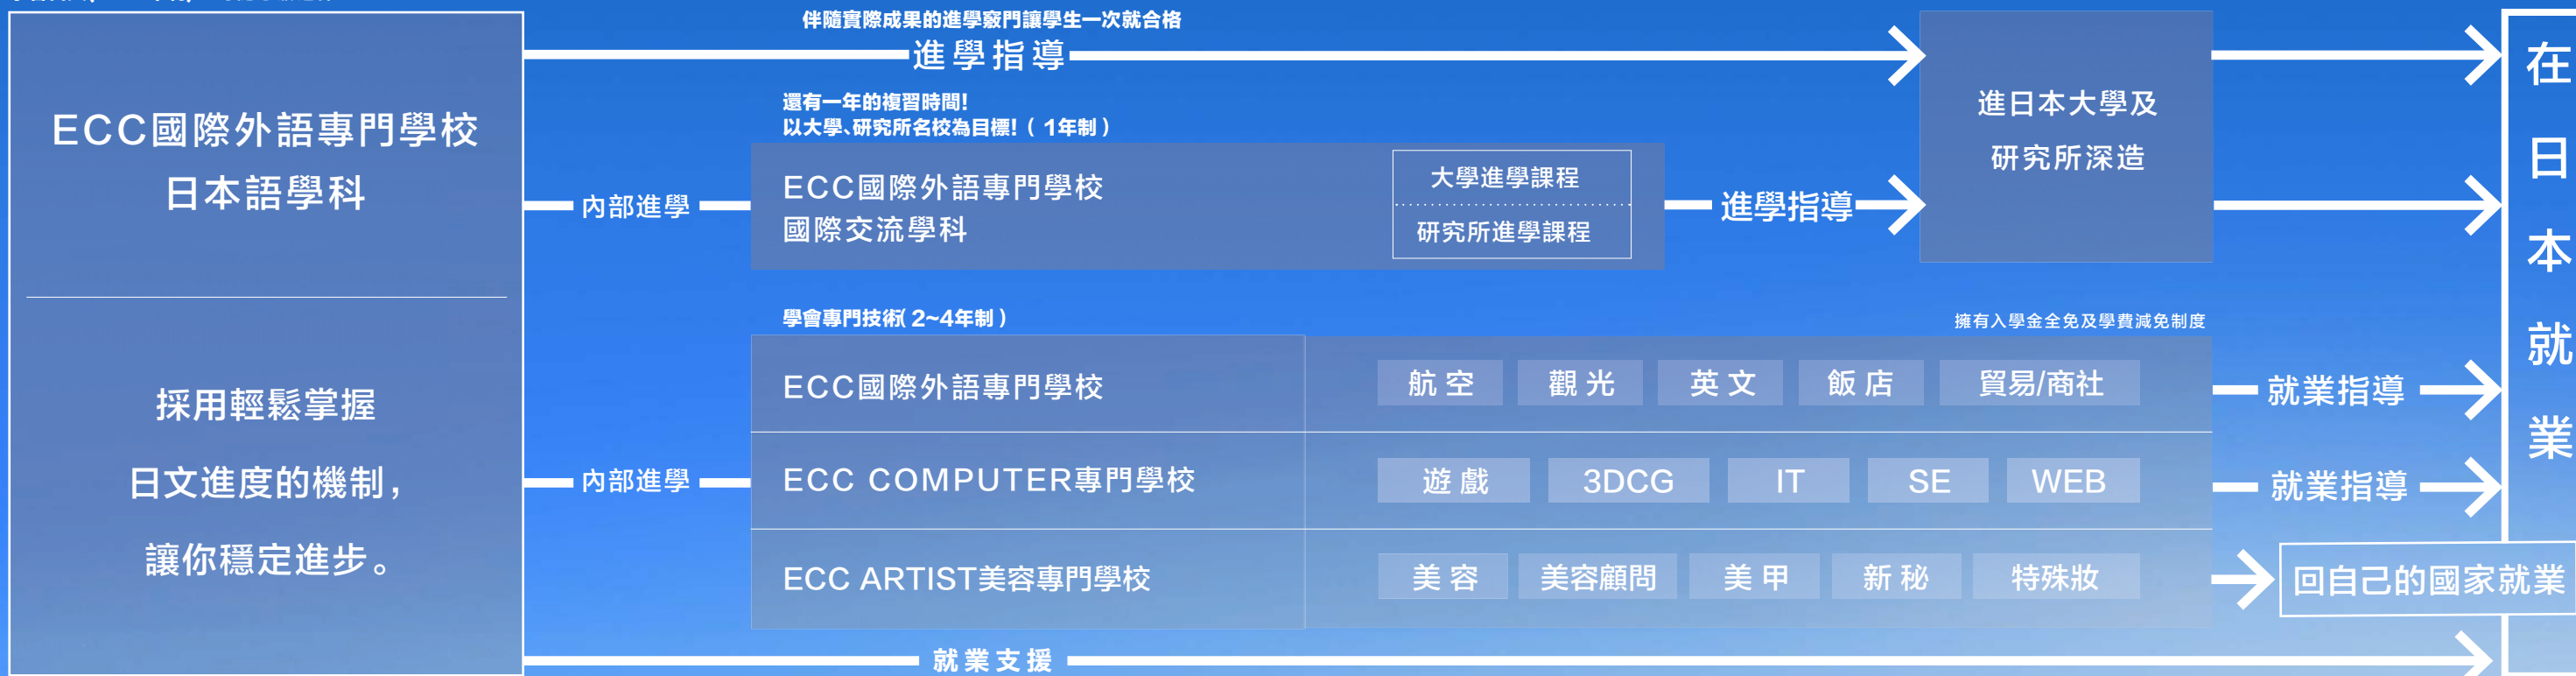 ECC國際外語專門學校
日本語學科
採用輕鬆掌握
日文進度的機制，
讓你穩定進步。
伴隨實際成果的進學竅門讓學生一次就合格
進學指導
內部進學
還有一年的複習時間！
以大學、研究所名校為目標！（1年制）
ECC國際外語專門學校
國際交流學科
大學進學課程
研究所進學課程
進學指導
進日本大學及
研究所深造
內部進學
學會專門技術（2~4年制）
擁有入學金全免及學費減免制度
ECC國際外語專門學校
航空 觀光 英文 飯店 貿易/商社
就業指導
ECC COMPUTER專門學校
遊戲 3DCG IT SE WEB
就業指導
ECC ARTIST美容專門學校
美容 美容顧問 美甲 新秘 特殊妝
回自己的國家就業
就業支援
在日本就業